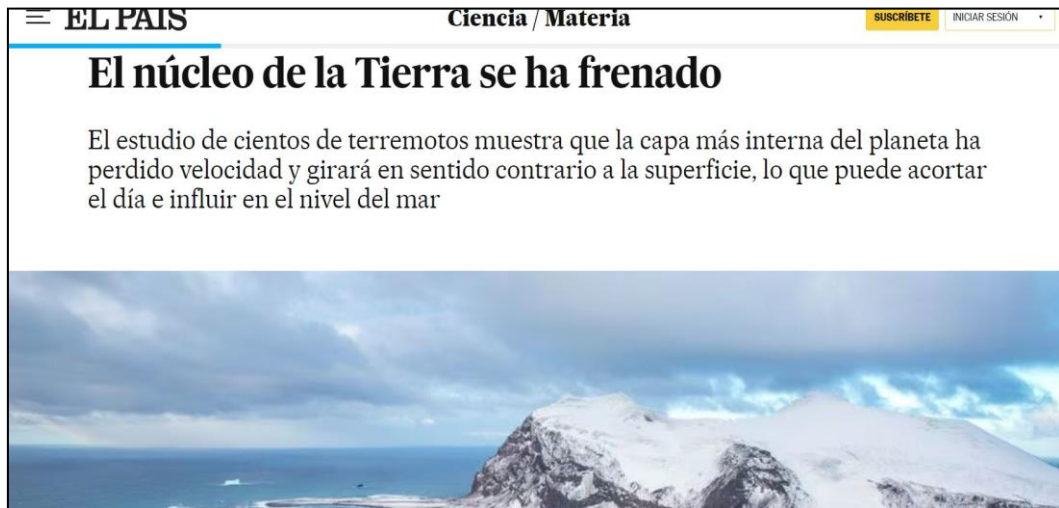 EL PAIS
Ciencia / Materia
SUSCRÍBETE
INICIAR SESIÓN
El núcleo de la Tierra se ha frenado
El estudio de cientos de terremotos muestra que la capa más interna del planeta ha
perdido velocidad y girará en sentido contrario a la superficie, lo que puede acortar
el día e influir en el nivel del mar